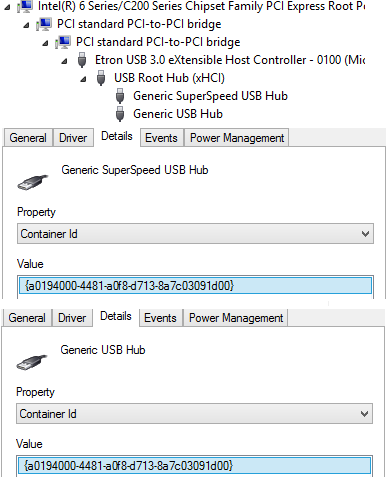 Intel(R) 6 Series/C200 Series Chipset Family PCI Express Root Po
PCI standard PCI-to-PCI bridge
PCI standard PCI-to-PCI bridge
Etron USB 3.0 eXtensible Host Controller - 0100 (Mic
USB Root Hub (xHCI)
Generic SuperSpeed USB Hub
Generic USB Hub
General Driver Details Events Power Management
Generic SuperSpeed USB Hub
Property
Container Id
Value
{a0194000-4481-a0f8-d713-8a7c03091d00}
General Driver Details Events Power Management
Generic USB Hub
Property
Container Id
Value
{a0194000-4481-a0f8-d713-8a7c03091d00}